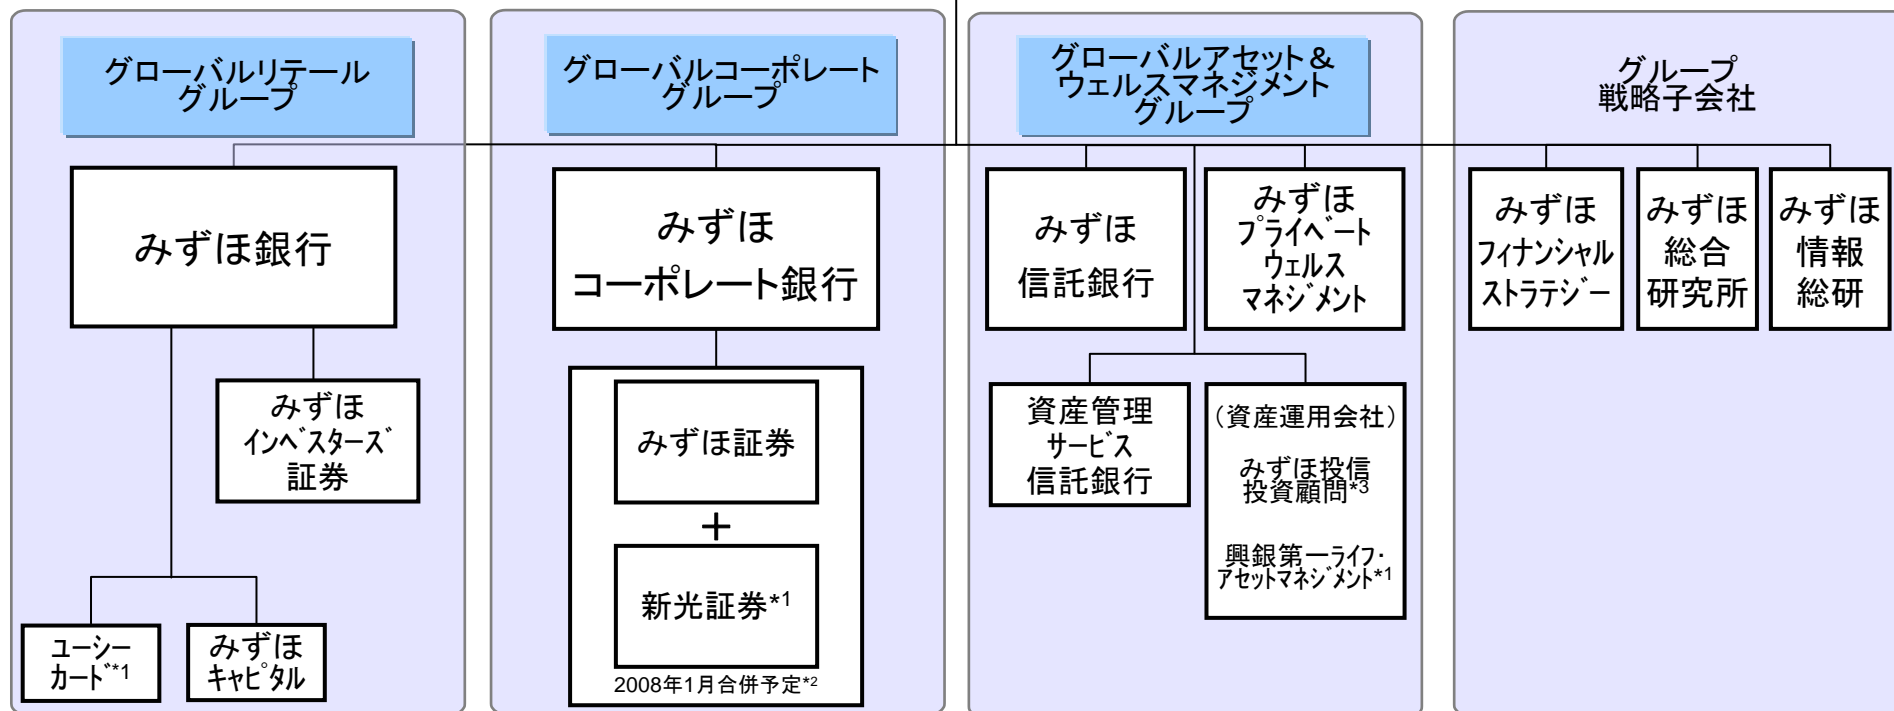 グローバルリテール
グループ
みずほ銀行
みずほ
インベスターズ
証券
ユーシー
カード*1
みずほ
キャピタル
グローバルコーポレート
グループ
みずほ
コーポレート銀行
みずほ証券
＋
新光証券*1
2008年1月合併予定*2
グローバルアセット＆
ウェルスマネジメント
グループ
みずほ
信託銀行
みずほ
プライベート
ウェルス
マネジメント
資産管理
サービス
信託銀行
（資産運用会社）
みずほ投信
投資顧問*3
興銀第一ライフ・
アセットマネジメント*1
グループ
戦略子会社
みずほ
フィナンシャル
ストラテジー
みずほ
総合
研究所
みずほ
情報
総研